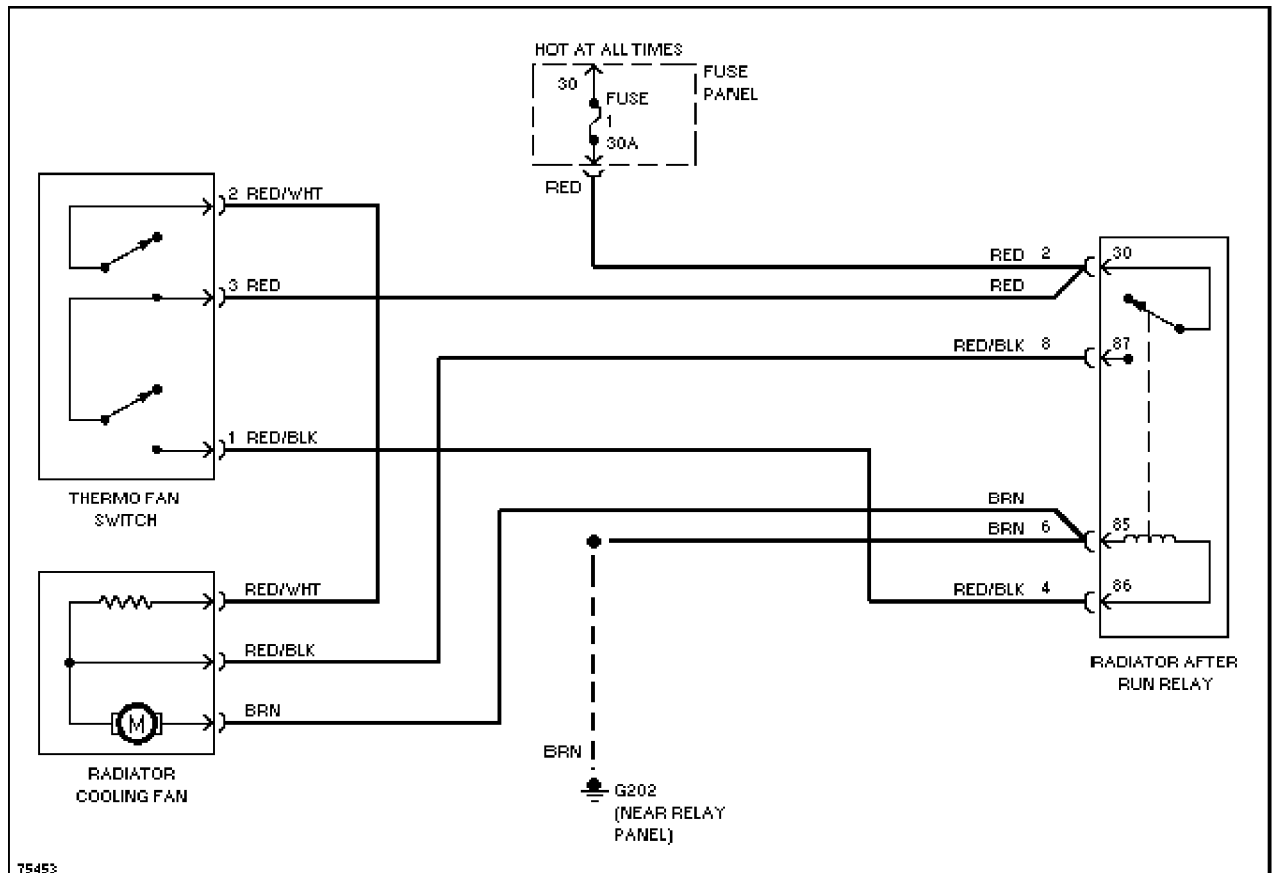 HOT AT ALL TIMES
30
FUSE
1
30A
FUSE
PANEL
RED
2 RED/WHT
3 RED
1 RED/BLK
THERMO FAN
SWITCH
RED 2
30
RED
RED/BLK 8
87
BRN
BRN 6
85
RED/BLK 4
86
RADIATOR AFTER
RUN RELAY
RED/WHT
RED/BLK
BRN
M
RADIATOR
COOLING FAN
BRN
G202
(NEAR RELAY
PANEL)
75453